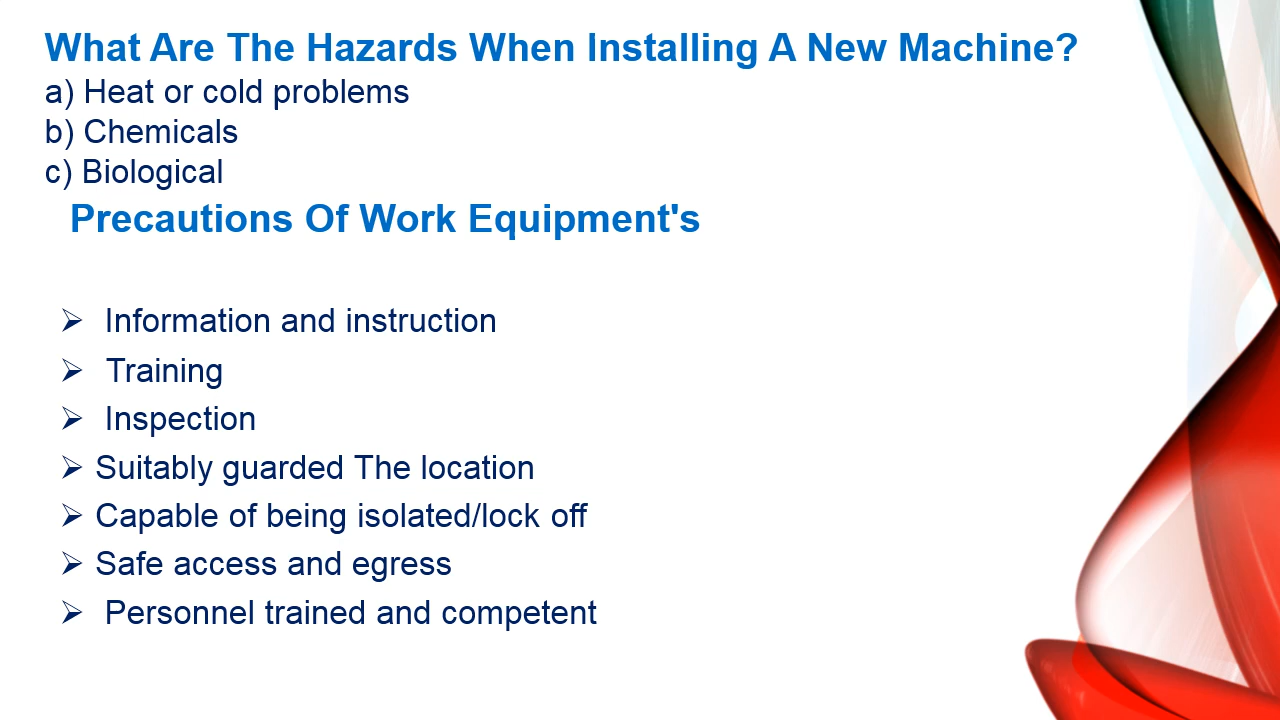 What Are The Hazards When Installing A New Machine?
a) Heat or cold problems
b) Chemicals
c) Biological
Precautions Of Work Equipment's
➢ Information and instruction
➢ Training
➢ Inspection
➢ Suitably guarded The location
➢ Capable of being isolated/lock off
➢ Safe access and egress
➢ Personnel trained and competent